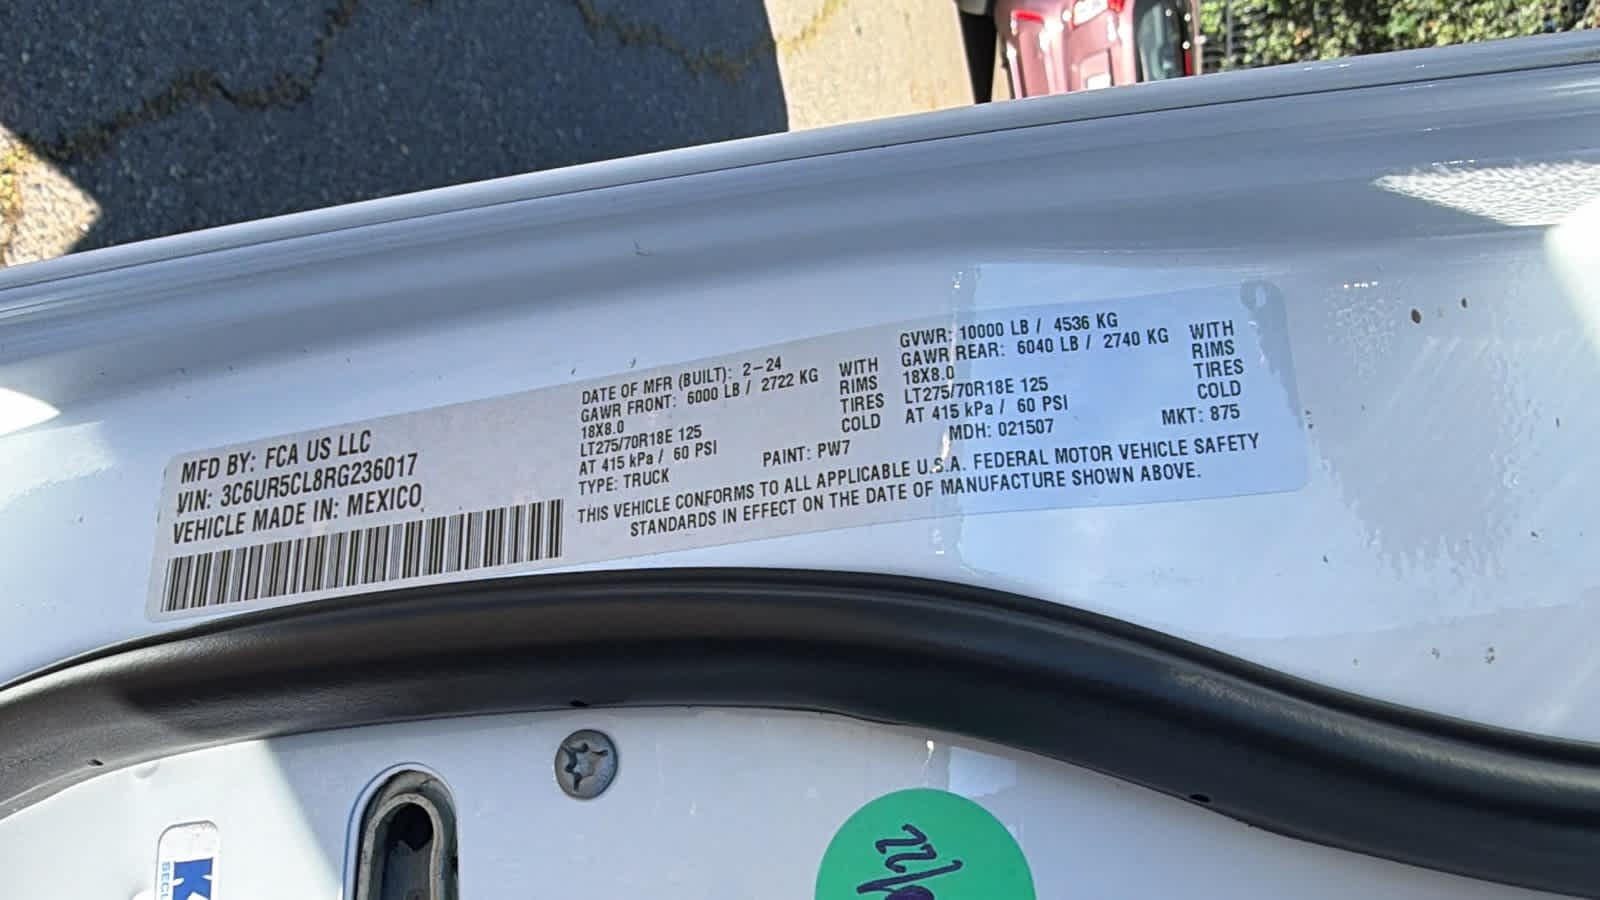 MFD BY: FCA US LLC
VIN: 3C6UR5CL8RG236017
VEHICLE MADE IN: MEXICO
DATE OF MFR (BUILT): 2-24
GAWR FRONT: 6000 LB / 2722 KG WITH
18X8.0 RIMS
LT275/70R18E 125 TIRES
AT 415 kPa / 60 PSI COLD
TYPE: TRUCK PAINT: PW7
GVWR: 10000 LB / 4536 KG
GAWR REAR: 6040 LB / 2740 KG WITH
18X8.0 RIMS
LT275/70R18E 125 TIRES
AT 415 kPa / 60 PSI COLD
MDH: 021507 MKT: 875
THIS VEHICLE CONFORMS TO ALL APPLICABLE U.S.A. FEDERAL MOTOR VEHICLE SAFETY
STANDARDS IN EFFECT ON THE DATE OF MANUFACTURE SHOWN ABOVE.